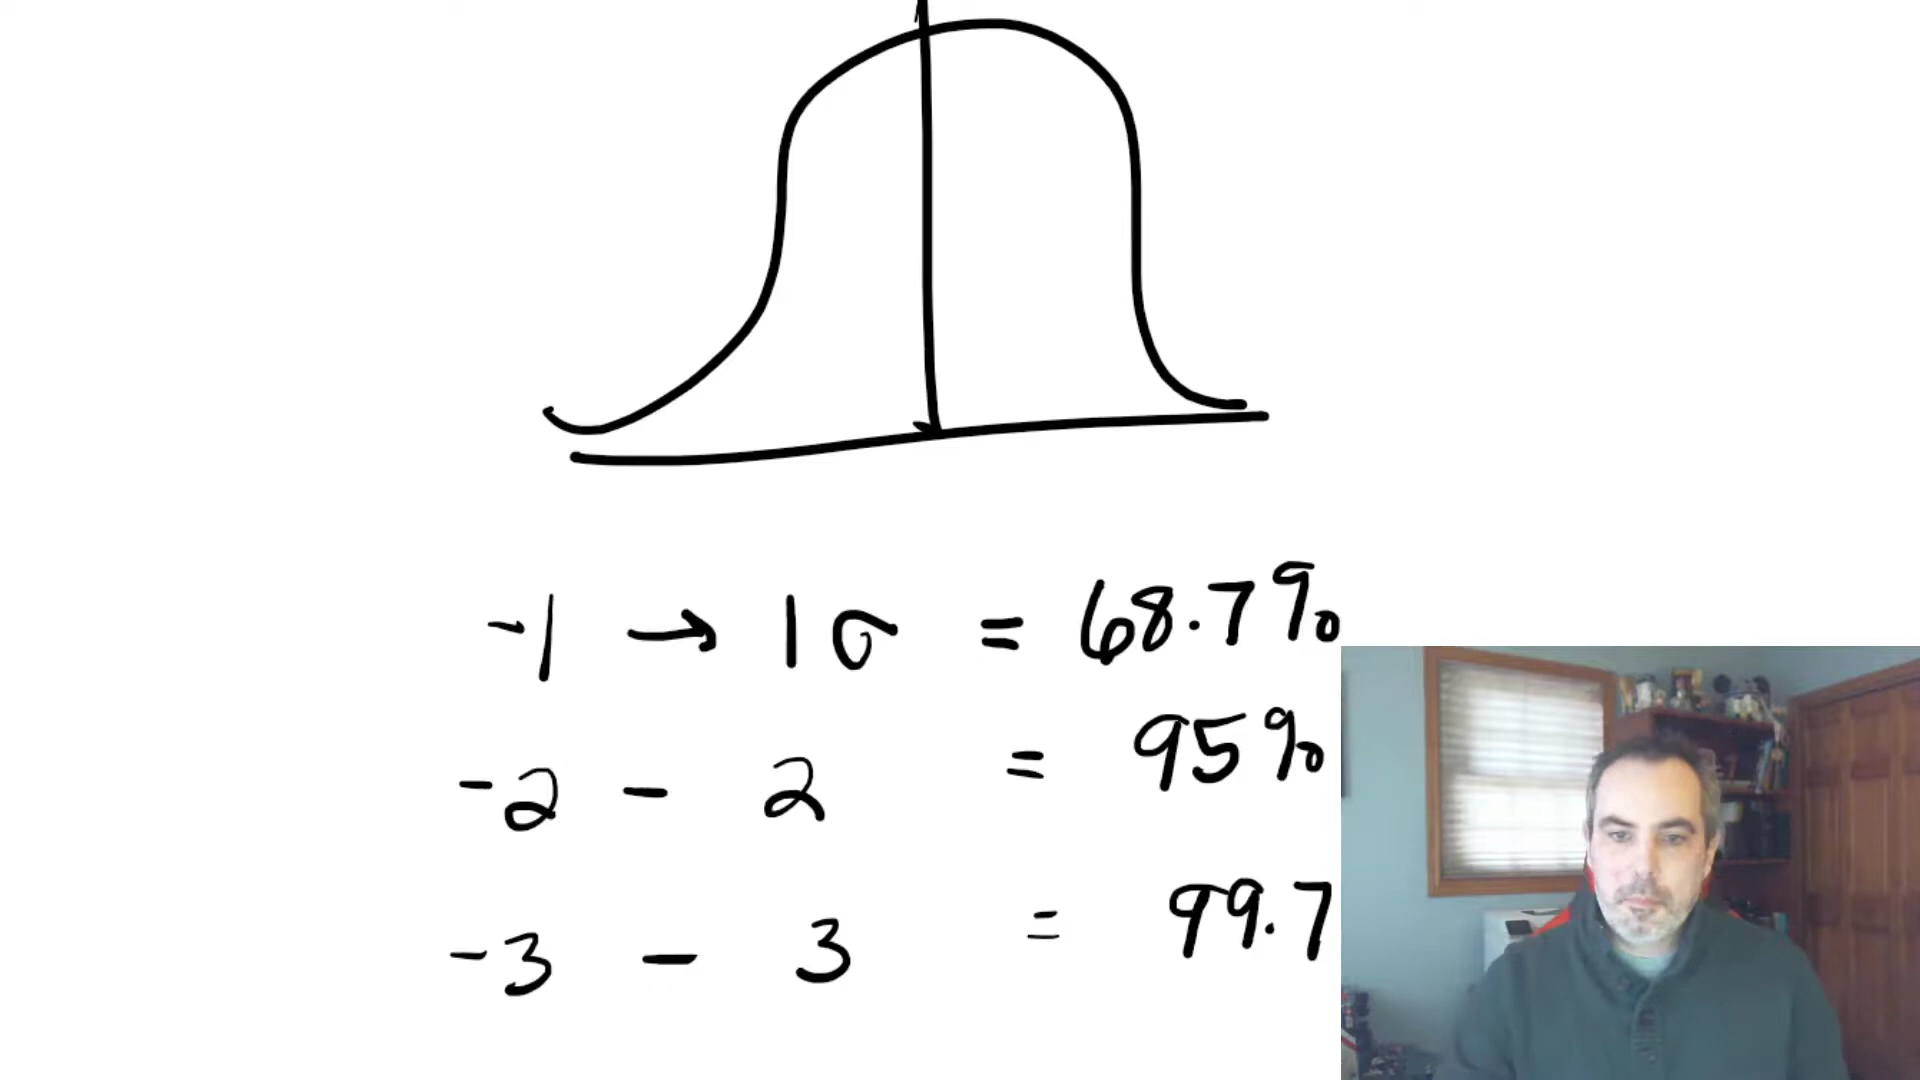 -1 → 1σ = 68.7%
-2 - 2 = 95%
-3 - 3 = 99.7